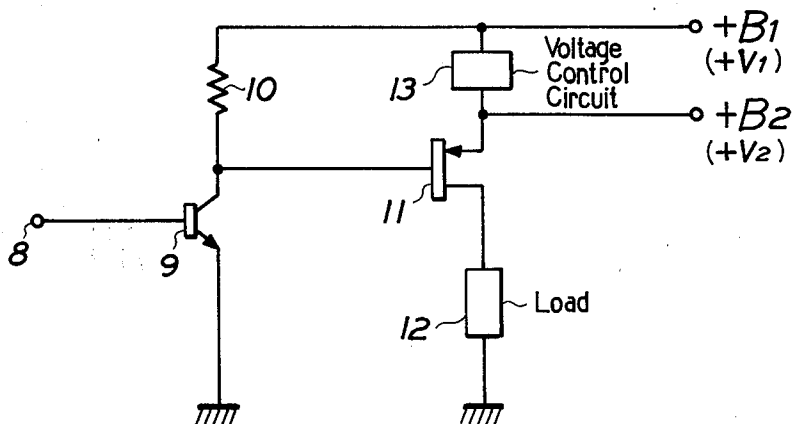 +B1
(+V1)
Voltage
Control
Circuit
13
10
+B2
(+V2)
11
8
9
12
Load